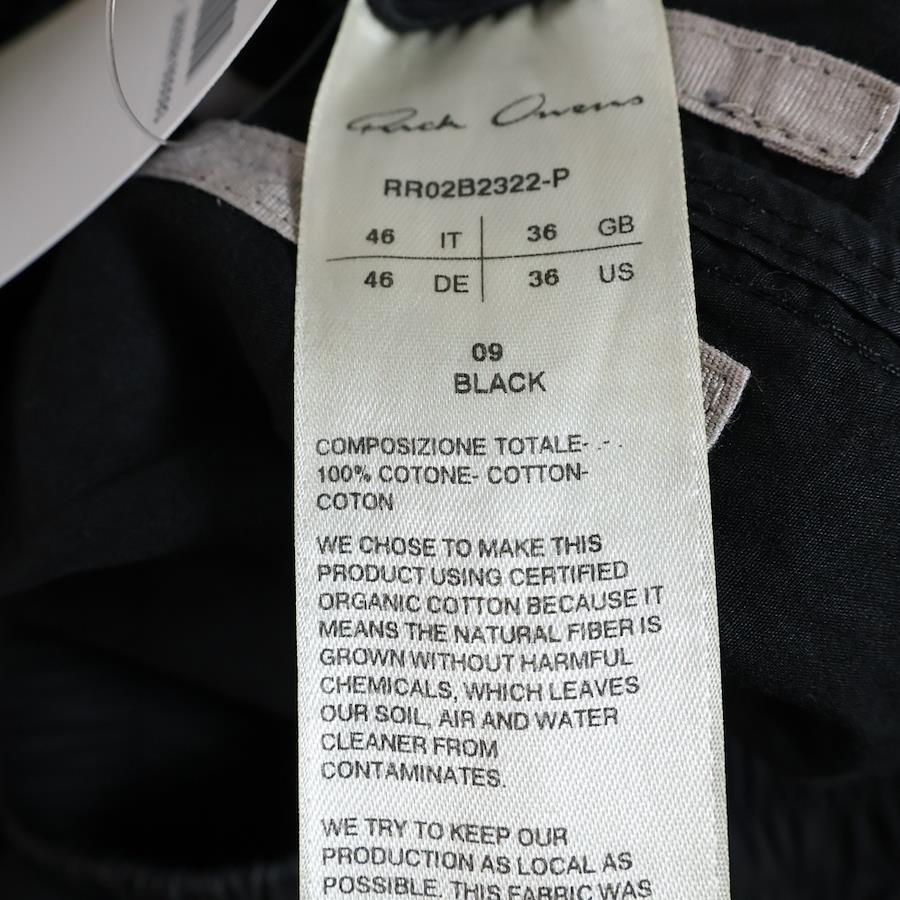 Rick Owens
RR02B2322-P
46 IT 36 GB
46 DE 36 US
09
BLACK
COMPOSIZIONE TOTALE-
100% COTONE- COTTON-
COTON
WE CHOSE TO MAKE THIS
PRODUCT USING CERTIFIED
ORGANIC COTTON BECAUSE IT
MEANS THE NATURAL FIBER IS
GROWN WITHOUT HARMFUL
CHEMICALS, WHICH LEAVES
OUR SOIL, AIR AND WATER
CLEANER FROM
CONTAMINATES.
WE TRY TO KEEP OUR
PRODUCTION AS LOCAL AS
POSSIBLE. THIS FABRIC WAS